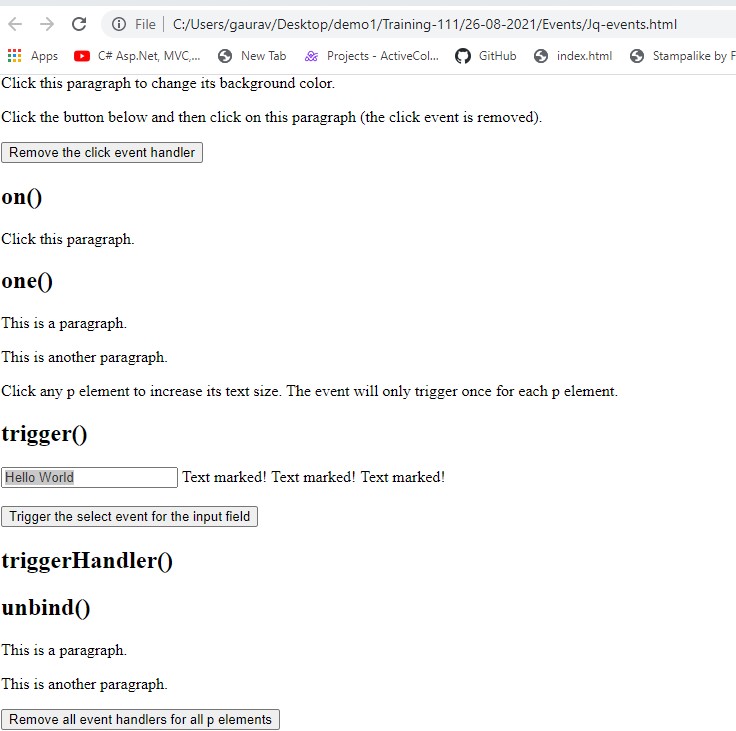 File | C:/Users/gaurav/Desktop/demo1/Training-111/26-08-2021/Events/Jq-events.html
Apps C# Asp.Net, MVC,... New Tab Projects - ActiveCol... GitHub index.html Stampalike by F
Click this paragraph to change its background color.
Click the button below and then click on this paragraph (the click event is removed).
Remove the click event handler
on()
Click this paragraph.
one()
This is a paragraph.
This is another paragraph.
Click any p element to increase its text size. The event will only trigger once for each p element.
trigger()
Hello World Text marked! Text marked! Text marked!
Trigger the select event for the input field
triggerHandler()
unbind()
This is a paragraph.
This is another paragraph.
Remove all event handlers for all p elements